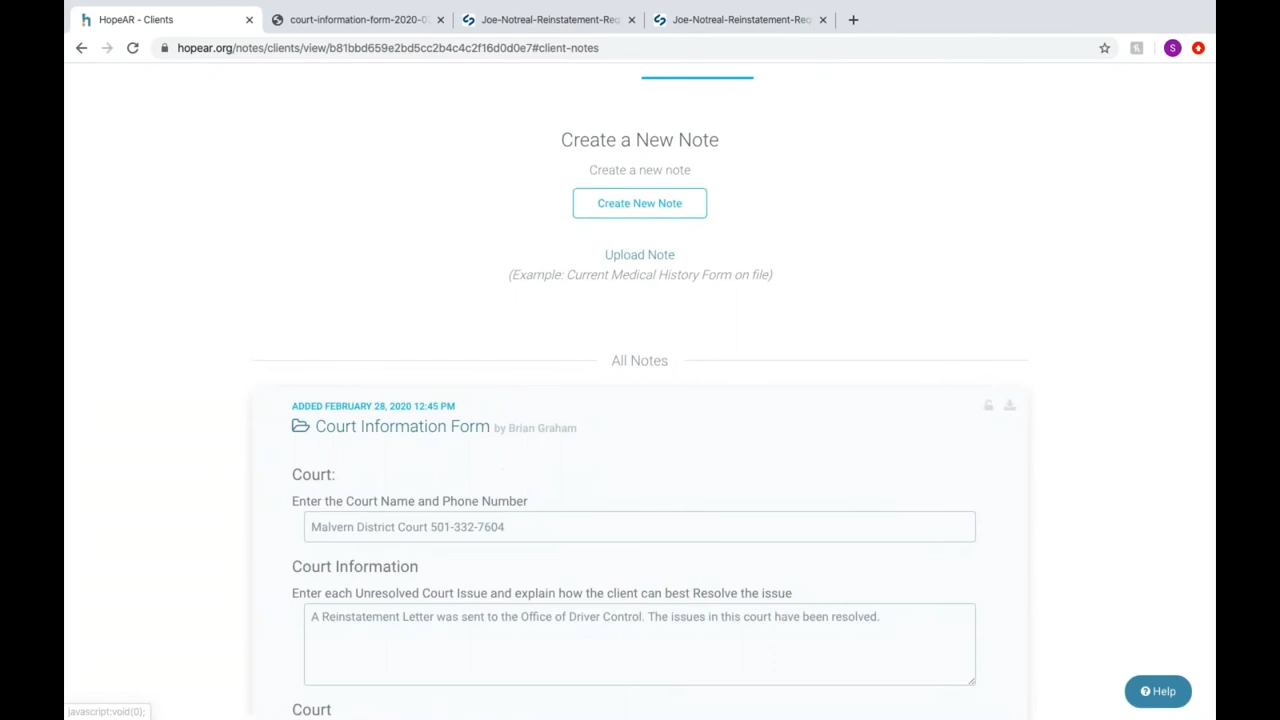 HopeAR - Clients
court-information-form-2020-0
Joe-Notreal-Reinstatement-Req
Joe-Notreal-Reinstatement-Req
hopear.org/notes/clients/view/b81bbd659e2bd5cc2b4c4c2f16d0d0e7#client-notes
S
Create a New Note
Create a new note
Create New Note
Upload Note
(Example: Current Medical History Form on file)
All Notes
ADDED FEBRUARY 28, 2020 12:45 PM
Court Information Form by Brian Graham
Court:
Enter the Court Name and Phone Number
Malvern District Court 501-332-7604
Court Information
Enter each Unresolved Court Issue and explain how the client can best Resolve the issue
A Reinstatement Letter was sent to the Office of Driver Control. The issues in this court have been resolved.
Help
Court
javascript:void(0);